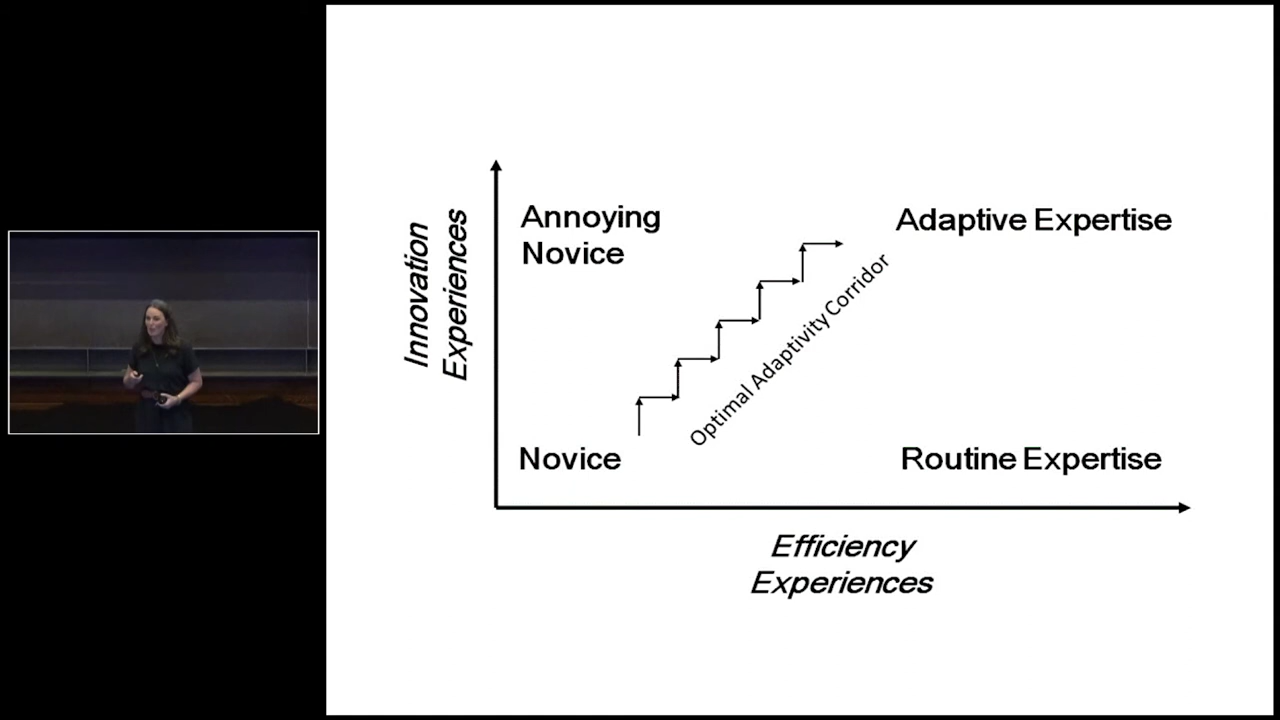 Annoying
Novice
Adaptive Expertise
Innovation
Experiences
Optimal Adaptivity Corridor
Novice
Routine Expertise
Efficiency
Experiences